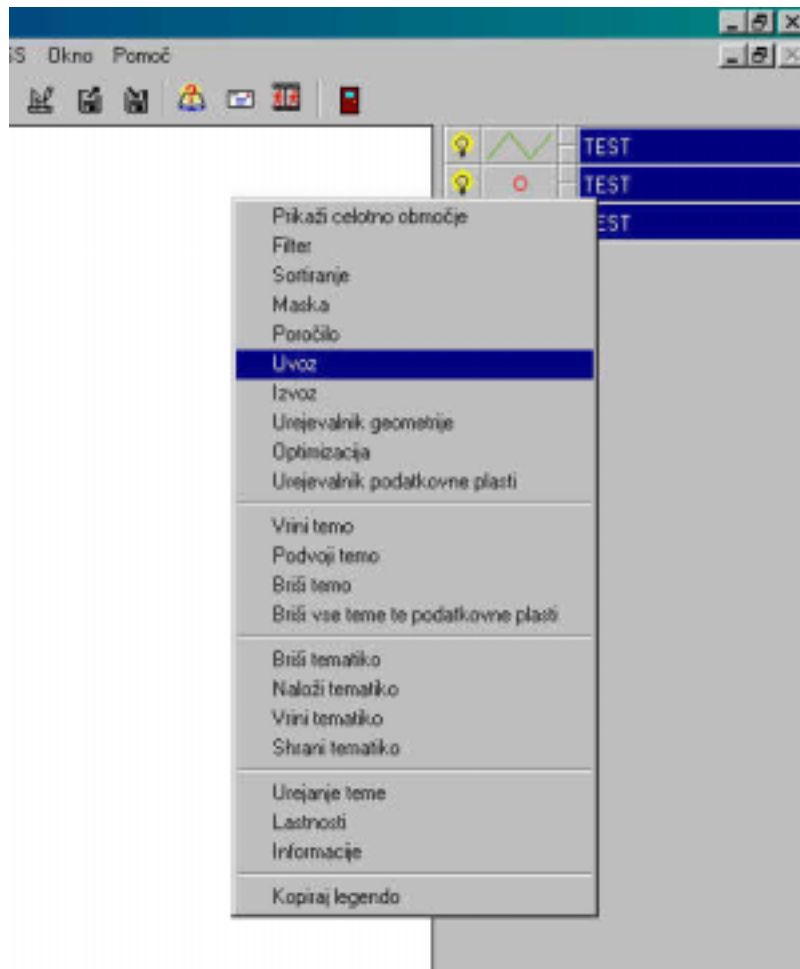 Okno Pomoč
TEST
TEST
EST
Prikaži celotno območje
Filter
Sortiranje
Maska
Poročilo
Uvoz
Izvoz
Urejevalnik geometrije
Optimizacija
Urejevalnik podatkovne plasti
Vrini temo
Podvoji temo
Briši temo
Briši vse teme te podatkovne plasti
Briši tematiko
Naloži tematiko
Vrini tematiko
Shrani tematiko
Urejanje teme
Lastnosti
Informacije
Kopiraj legendo